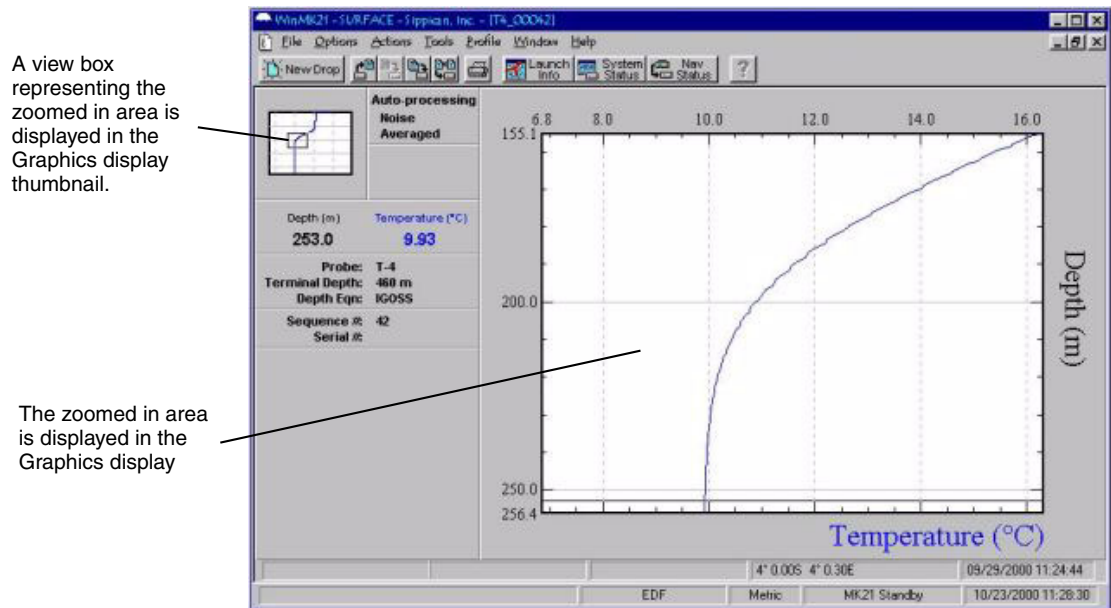 A view box
representing the
zoomed in area is
displayed in the
Graphics display
thumbnail.
The zoomed in area
is displayed in the
Graphics display
WinMK21 - SURFACE - Sippican, Inc. - [T4_00042]
File Options Actions Tools Profile Window Help
New Drop Launch Info System Status Nav Status ?
Auto-processing
Noise
Averaged
Depth (m) Temperature (°C)
253.0 9.93
Probe: T-4
Terminal Depth: 460 m
Depth Eqn: IGOSS
Sequence #: 42
Serial #:
6.8 8.0 10.0 12.0 14.0 16.0
155.1
200.0
250.0
256.4
Depth (m)
Temperature (°C)
4° 0.00S 4° 0.30E 09/29/2000 11:24:44
EDF Metric MK21 Standby 10/23/2000 11:28:30